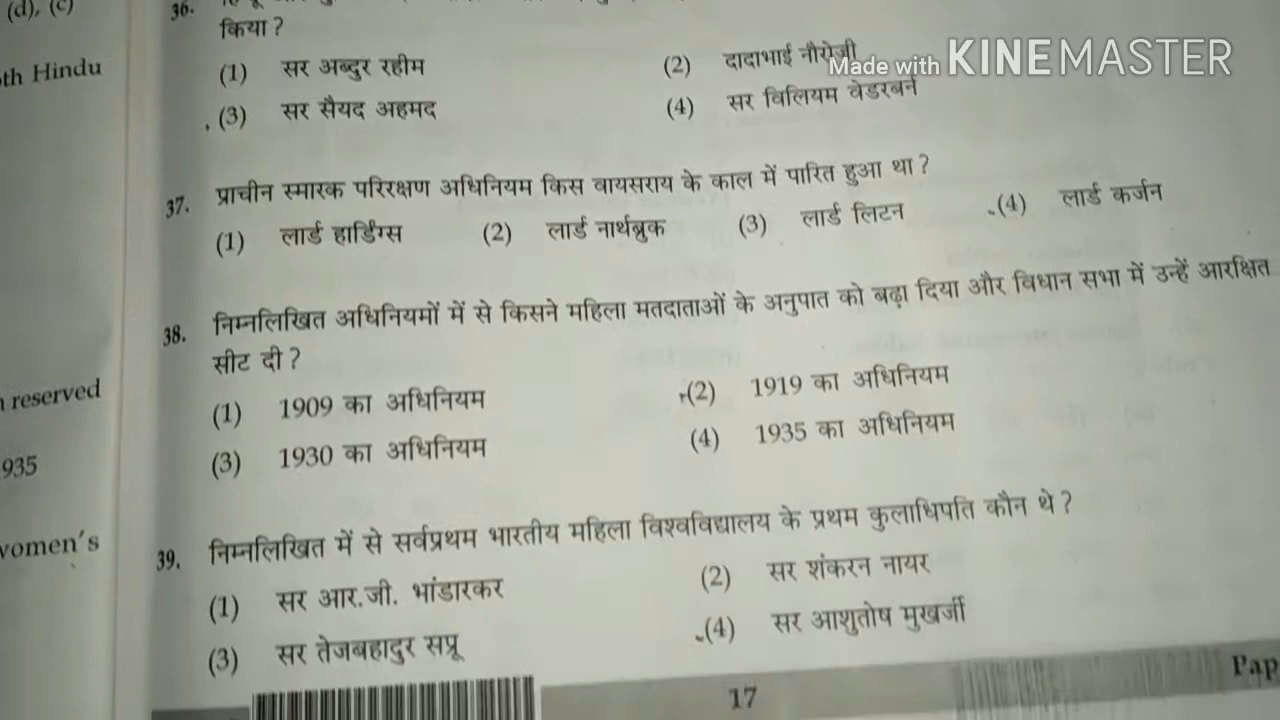 (d), (c)
36.
किया ?
th Hindu
(1) सर अब्दुर रहीम (2) दादाभाई नौरोजी
Made with KINEMASTER
(3) सर सैयद अहमद (4) सर विलियम वेडरबर्न
37. प्राचीन स्मारक परिरक्षण अधिनियम किस वायसराय के काल में पारित हुआ था ?
(1) लार्ड हार्डिंग्स (2) लार्ड नार्थब्रुक (3) लार्ड लिटन (4) लार्ड कर्जन
38. निम्नलिखित अधिनियमों में से किसने महिला मतदाताओं के अनुपात को बढ़ा दिया और विधान सभा में उन्हें आरक्षित
सीट दी ?
reserved
(1) 1909 का अधिनियम (2) 1919 का अधिनियम
935
(3) 1930 का अधिनियम (4) 1935 का अधिनियम
women's
39. निम्नलिखित में से सर्वप्रथम भारतीय महिला विश्वविद्यालय के प्रथम कुलाधिपति कौन थे ?
(1) सर आर.जी. भांडारकर (2) सर शंकरन नायर
(3) सर तेजबहादुर सप्रू (4) सर आशुतोष मुखर्जी
17
Pap